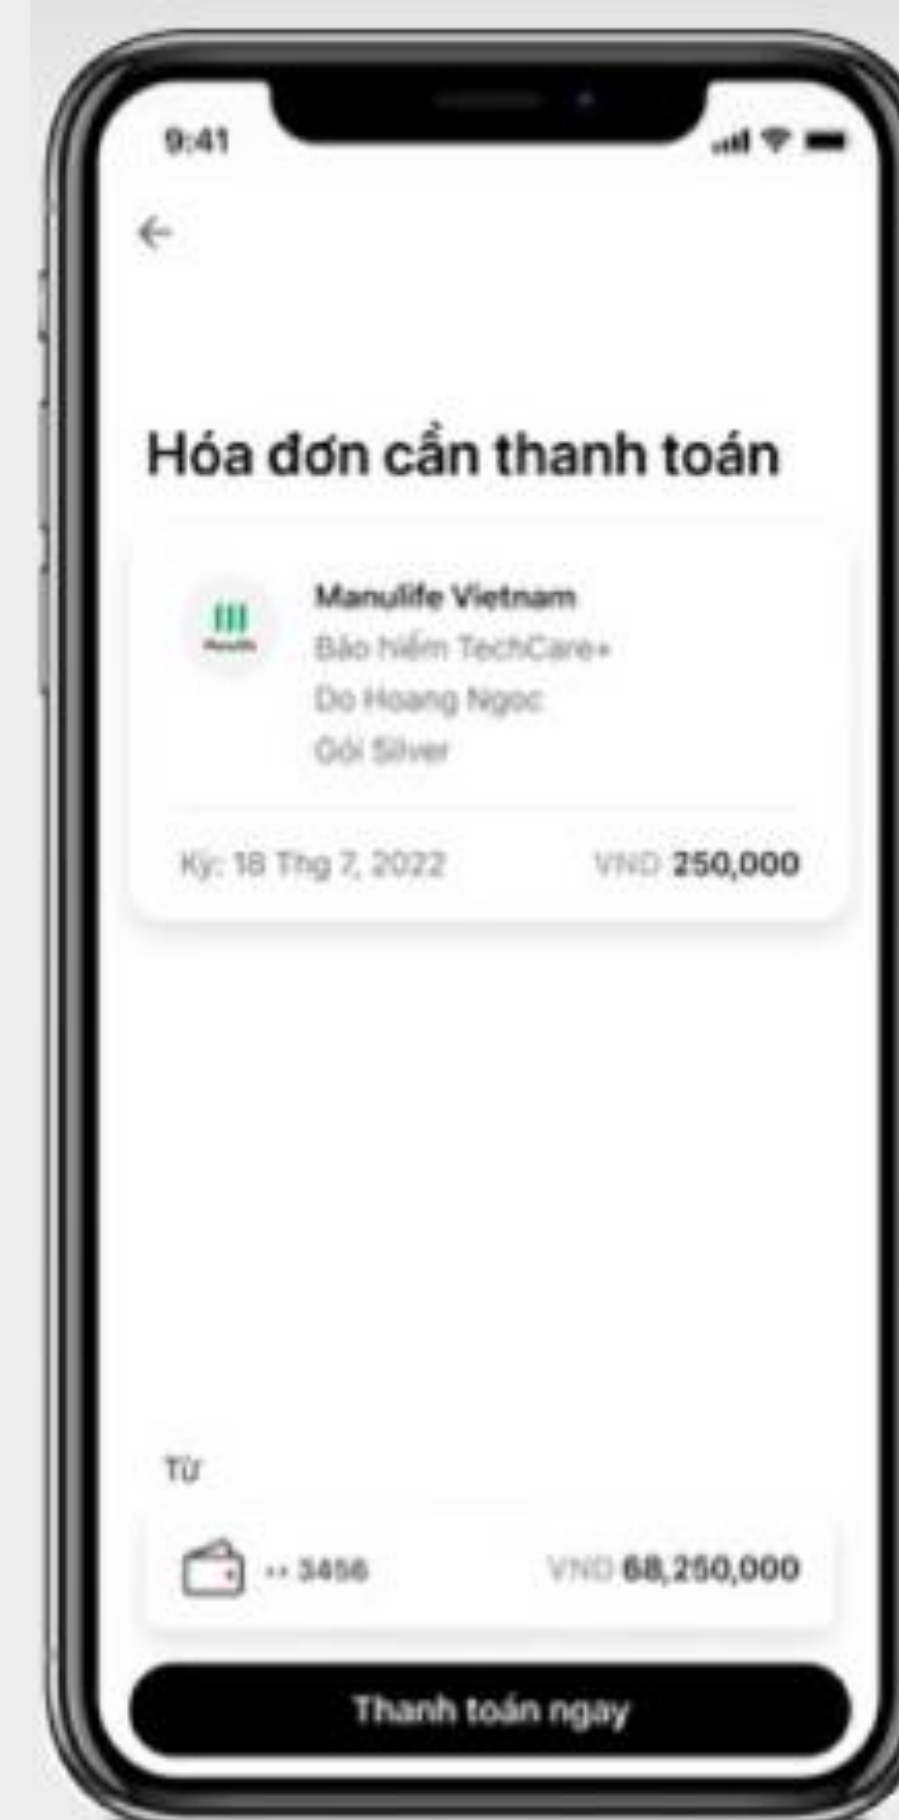 9:41
Hóa đơn cần thanh toán
Manulife Vietnam
Manulife
Bảo hiểm TechCare+
Do Hoang Ngoc
Gói Silver
Kỳ: 18 Thg 7, 2022
VND 250,000
Từ
•• 3456
VND 68,250,000
Thanh toán ngay